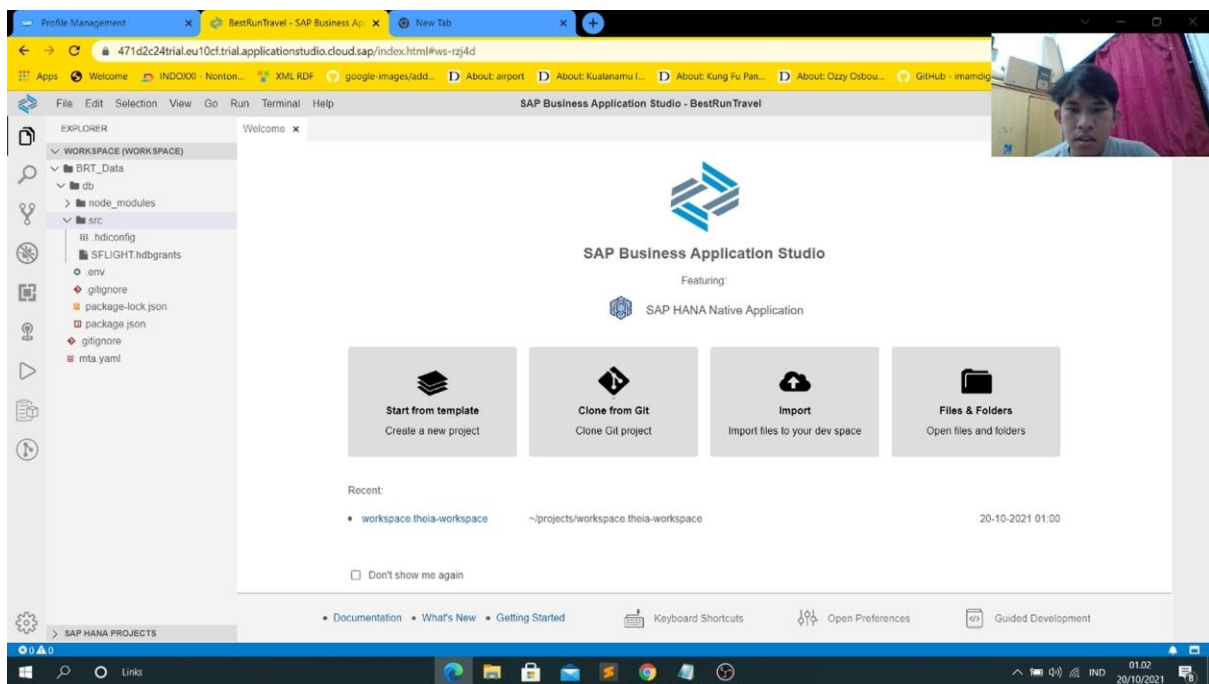 Profile Management
BestRunTravel - SAP Business Ap
New Tab
471d2c24trial.eu10cf.trial.applicationstudio.cloud.sap/index.html#ws-rzj4d
Apps
Welcome
INDOXXI - Nonton...
XML RDF
google-images/add...
About: airport
About: Kualanamu I...
About: Kung Fu Pan...
About: Ozzy Osbou...
GitHub - imamdig
File Edit Selection View Go Run Terminal Help
SAP Business Application Studio - BestRunTravel
EXPLORER
WORKSPACE (WORKSPACE)
BRT_Data
db
node_modules
src
.hdiconfig
SFLIGHT.hdbgrants
.env
.gitignore
package-lock.json
package.json
gitignore
mta.yaml
SAP HANA PROJECTS
Welcome
SAP Business Application Studio
Featuring:
SAP HANA Native Application
Start from template
Create a new project
Clone from Git
Clone Git project
Import
Import files to your dev space
Files & Folders
Open files and folders
Recent:
workspace.theia-workspace ~/projects/workspace.theia-workspace 20-10-2021 01:00
Don't show me again
Documentation • What's New • Getting Started
Keyboard Shortcuts
Open Preferences
Guided Development
0 0
Links
IND
01.02
20/10/2021